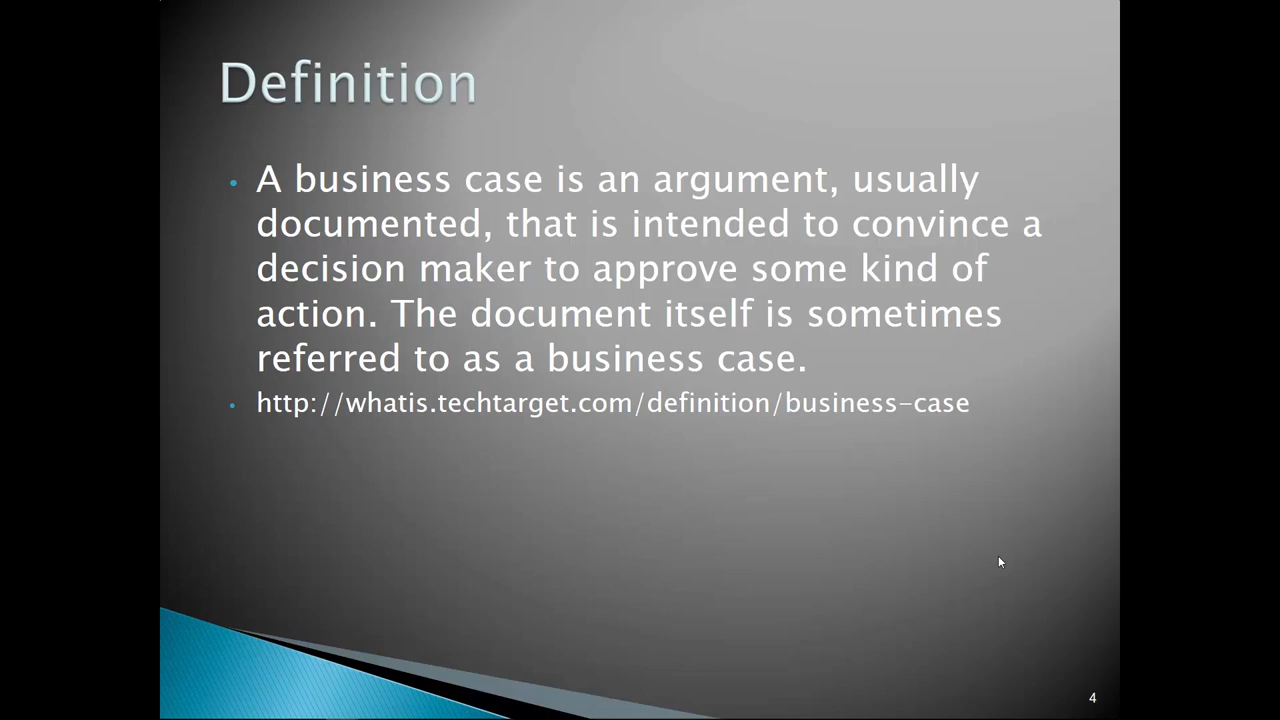 Definition
• A business case is an argument, usually
documented, that is intended to convince a
decision maker to approve some kind of
action. The document itself is sometimes
referred to as a business case.
• http://whatis.techtarget.com/definition/business-case
4